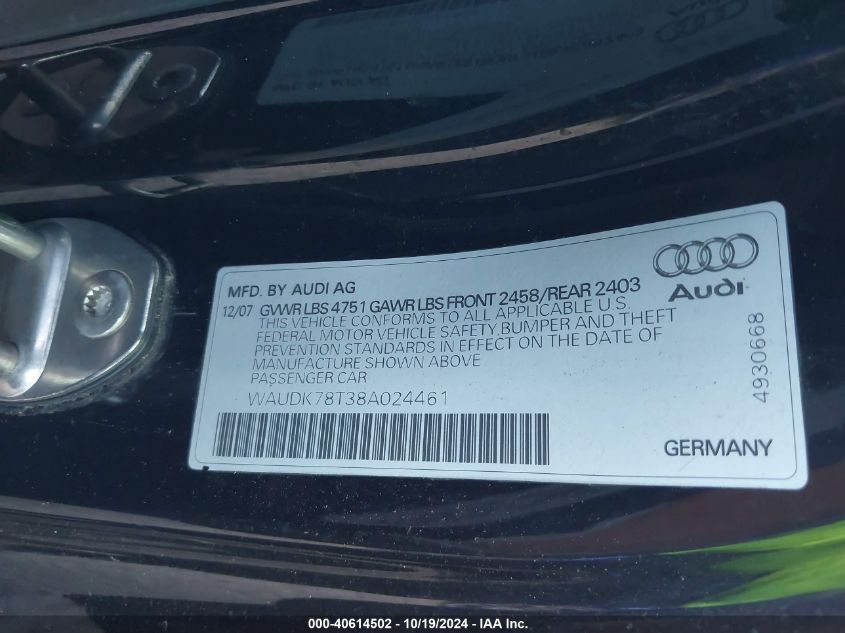 MFD. BY AUDI AG
12/07 GVWR LBS 4751 GAWR LBS FRONT 2458/REAR 2403
THIS VEHICLE CONFORMS TO ALL APPLICABLE U.S.
FEDERAL MOTOR VEHICLE SAFETY BUMPER AND THEFT
PREVENTION STANDARDS IN EFFECT ON THE DATE OF
MANUFACTURE SHOWN ABOVE
PASSENGER CAR
WAUDK78T38A024461
Audi
4930668
GERMANY
000-40614502 - 10/19/2024 - IAA Inc.